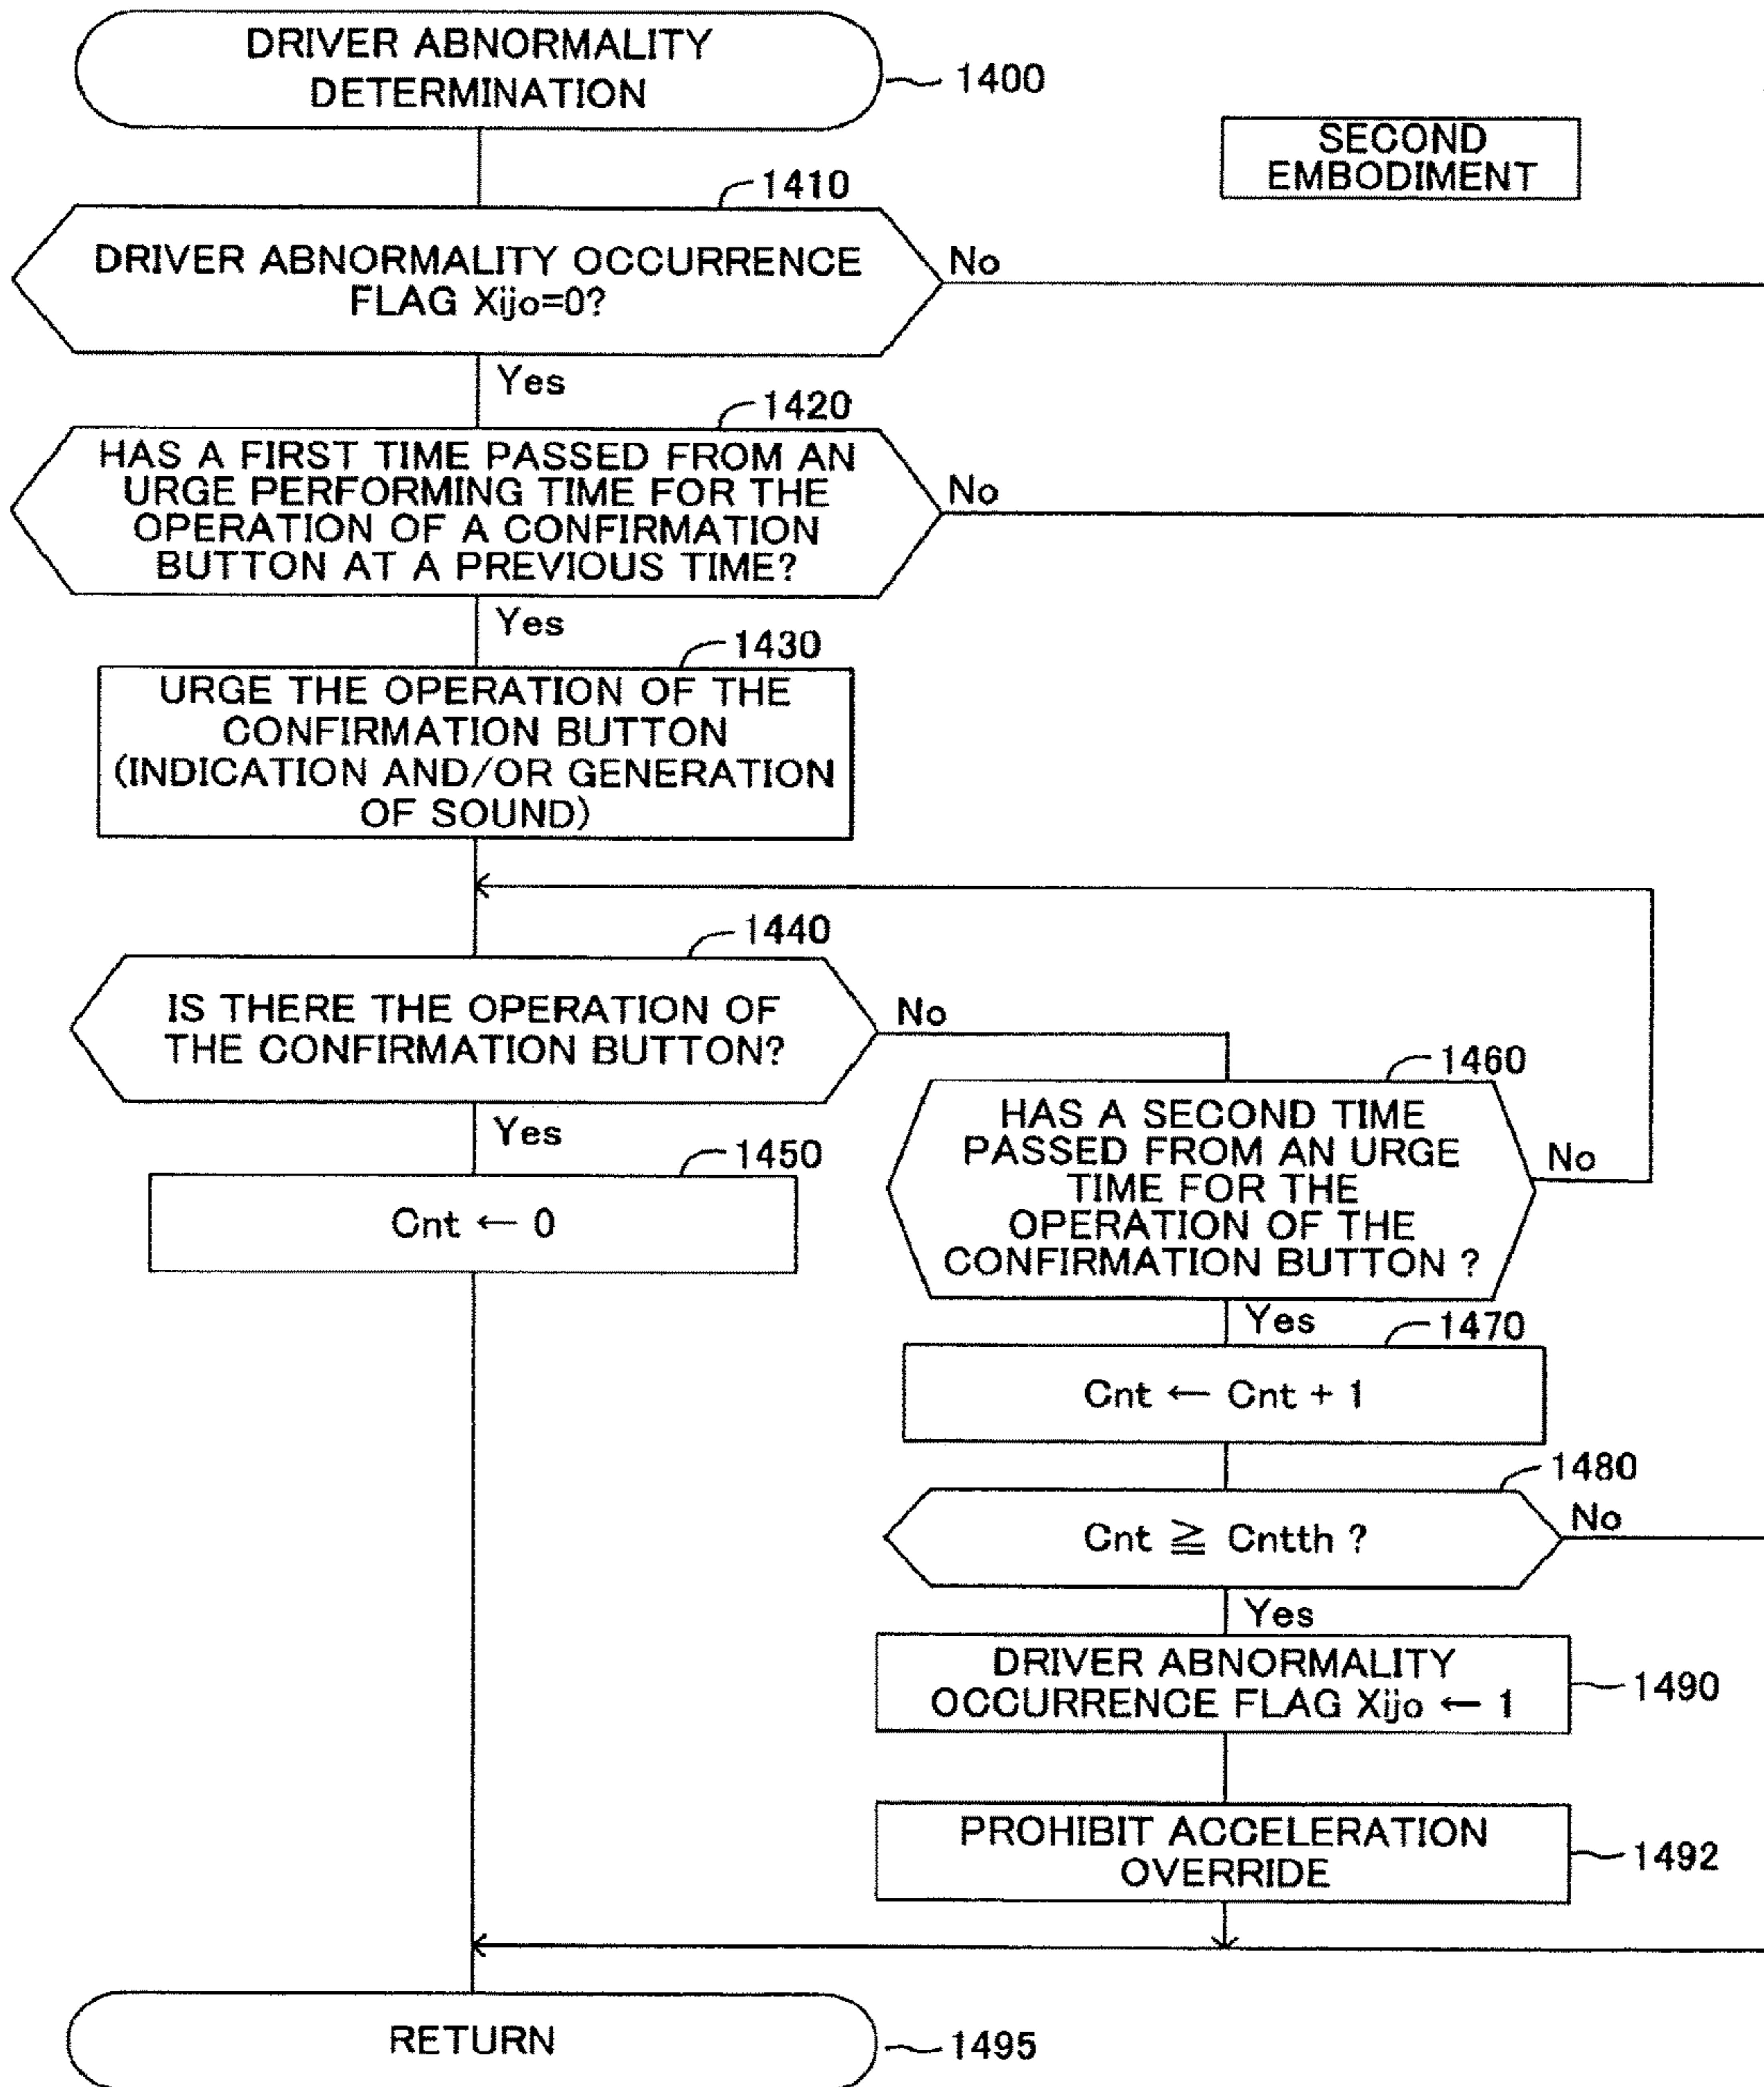 DRIVER ABNORMALITY
DETERMINATION
1400
SECOND
EMBODIMENT
1410
DRIVER ABNORMALITY OCCURRENCE
FLAG Xijo=0?
No
Yes
1420
HAS A FIRST TIME PASSED FROM AN
URGE PERFORMING TIME FOR THE
OPERATION OF A CONFIRMATION
BUTTON AT A PREVIOUS TIME?
No
Yes
1430
URGE THE OPERATION OF THE
CONFIRMATION BUTTON
(INDICATION AND/OR GENERATION
OF SOUND)
1440
IS THERE THE OPERATION OF
THE CONFIRMATION BUTTON?
No
Yes
1450
Cnt ← 0
1460
HAS A SECOND TIME
PASSED FROM AN URGE
TIME FOR THE
OPERATION OF THE
CONFIRMATION BUTTON ?
No
Yes
1470
Cnt ← Cnt + 1
1480
Cnt ≧ Cntth ?
No
Yes
DRIVER ABNORMALITY
OCCURRENCE FLAG Xijo ← 1
1490
PROHIBIT ACCELERATION
OVERRIDE
1492
RETURN
1495